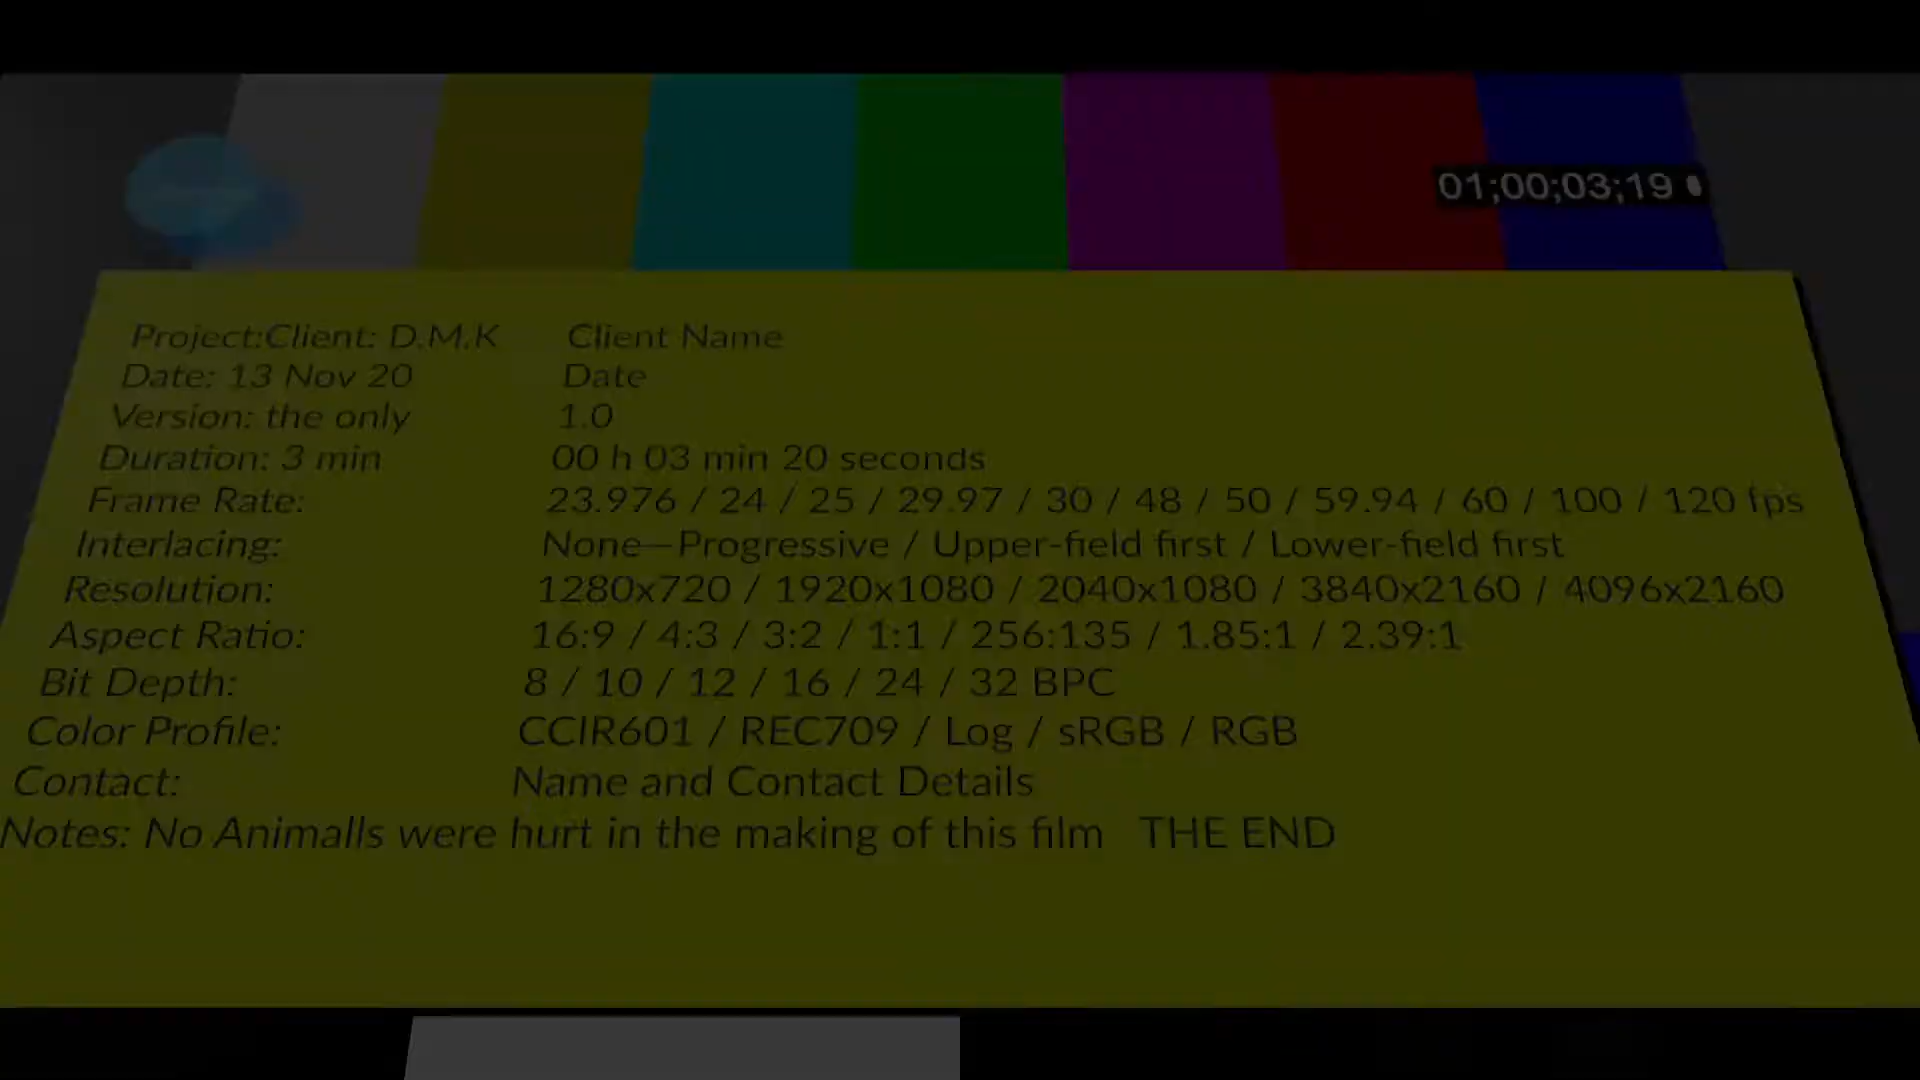 01;00;03;19
Project:Client: D.M.K Client Name
Date: 13 Nov 20 Date
Version: the only 1.0
Duration: 3 min 00 h 03 min 20 seconds
Frame Rate: 23.976 / 24 / 25 / 29.97 / 30 / 48 / 50 / 59.94 / 60 / 100 / 120 fps
Interlacing: None—Progressive / Upper-field first / Lower-field first
Resolution: 1280x720 / 1920x1080 / 2040x1080 / 3840x2160 / 4096x2160
Aspect Ratio: 16:9 / 4:3 / 3:2 / 1:1 / 256:135 / 1.85:1 / 2.39:1
Bit Depth: 8 / 10 / 12 / 16 / 24 / 32 BPC
Color Profile: CCIR601 / REC709 / Log / sRGB / RGB
Contact: Name and Contact Details
Notes: No Animalls were hurt in the making of this film THE END